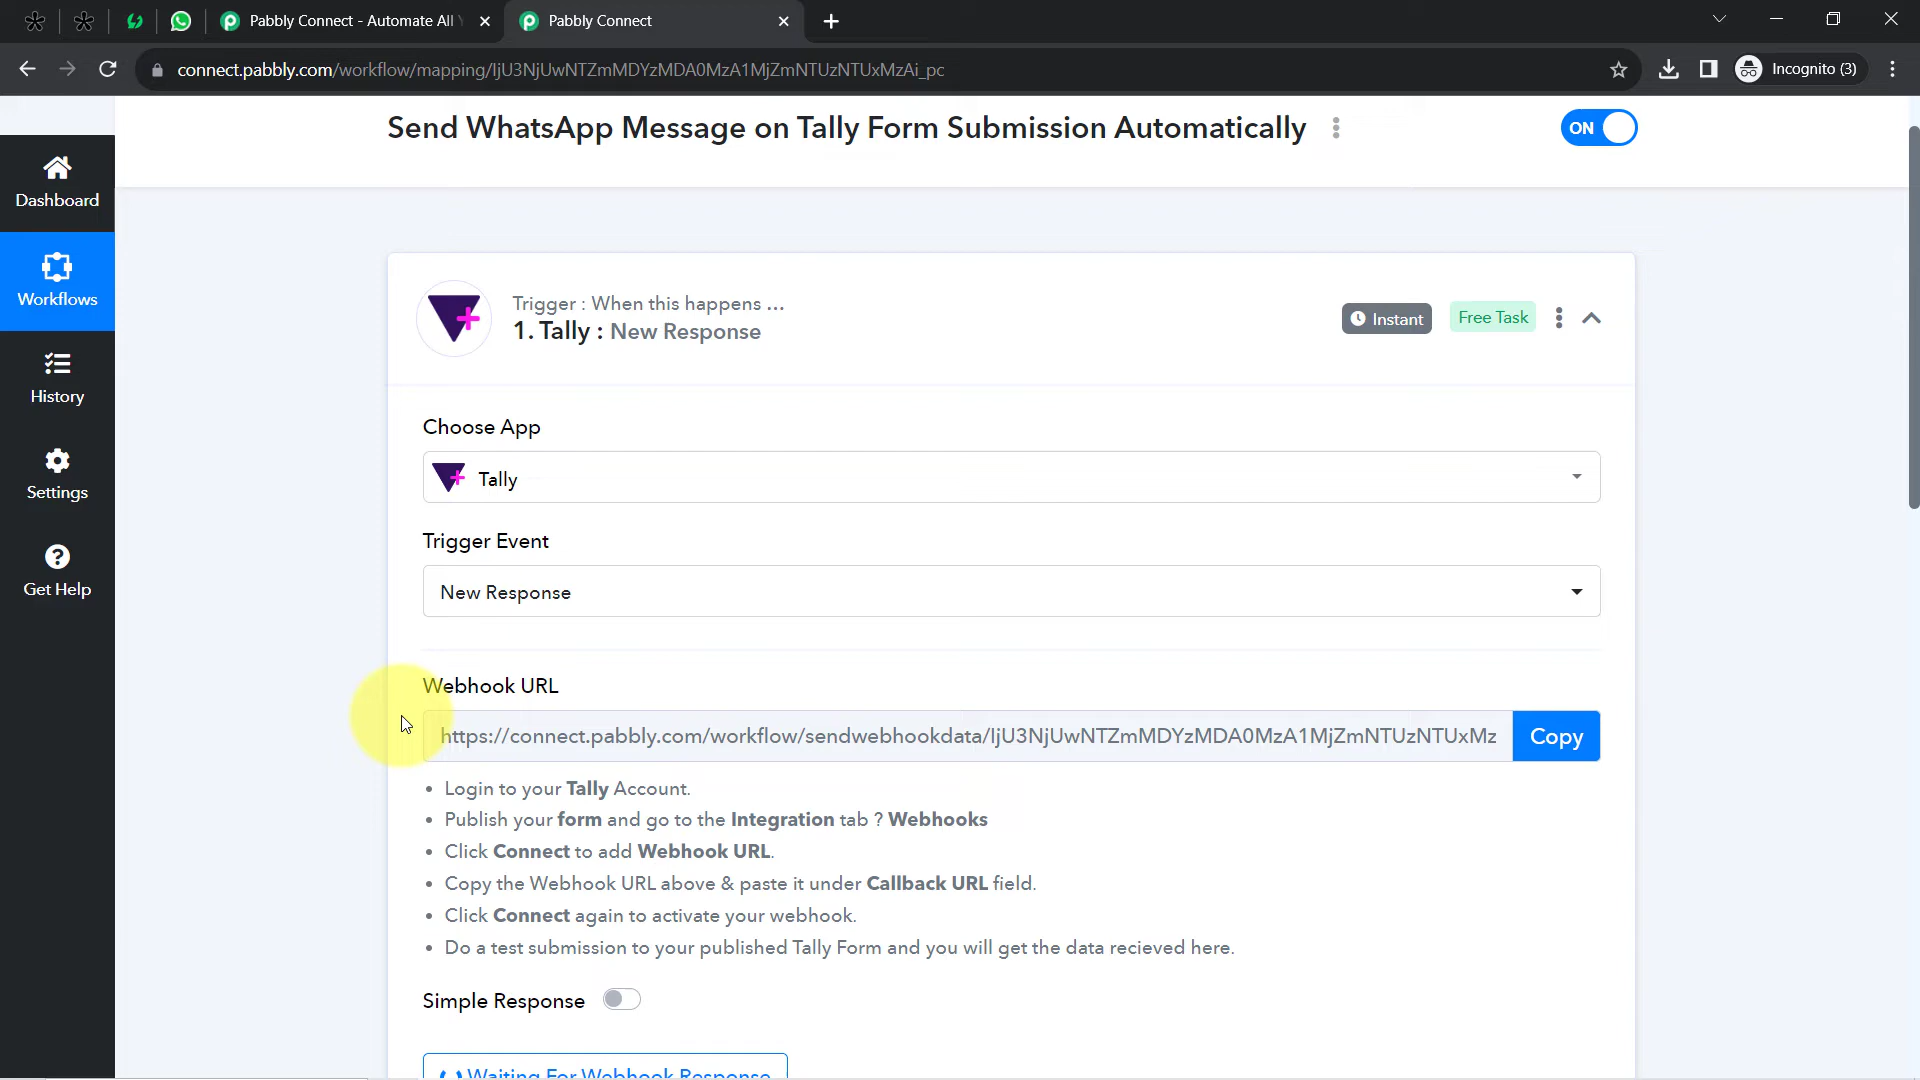 Pabbly Connect - Automate All Y
Pabbly Connect
connect.pabbly.com/workflow/mapping/IjU3NjUwNTZmMDYzMDA0MzA1MjZmNTUzNTUxMzAi_pc
Incognito (3)
Send WhatsApp Message on Tally Form Submission Automatically
ON
Dashboard
Workflows
History
Settings
Get Help
Trigger : When this happens ...
1. Tally : New Response
Instant
Free Task
Choose App
Tally
Trigger Event
New Response
Webhook URL
https://connect.pabbly.com/workflow/sendwebhookdata/IjU3NjUwNTZmMDYzMDA0MzA1MjZmNTUzNTUxMz
Copy
• Login to your Tally Account.
• Publish your form and go to the Integration tab ? Webhooks
• Click Connect to add Webhook URL.
• Copy the Webhook URL above & paste it under Callback URL field.
• Click Connect again to activate your webhook.
• Do a test submission to your published Tally Form and you will get the data recieved here.
Simple Response
Waiting For Webhook Response